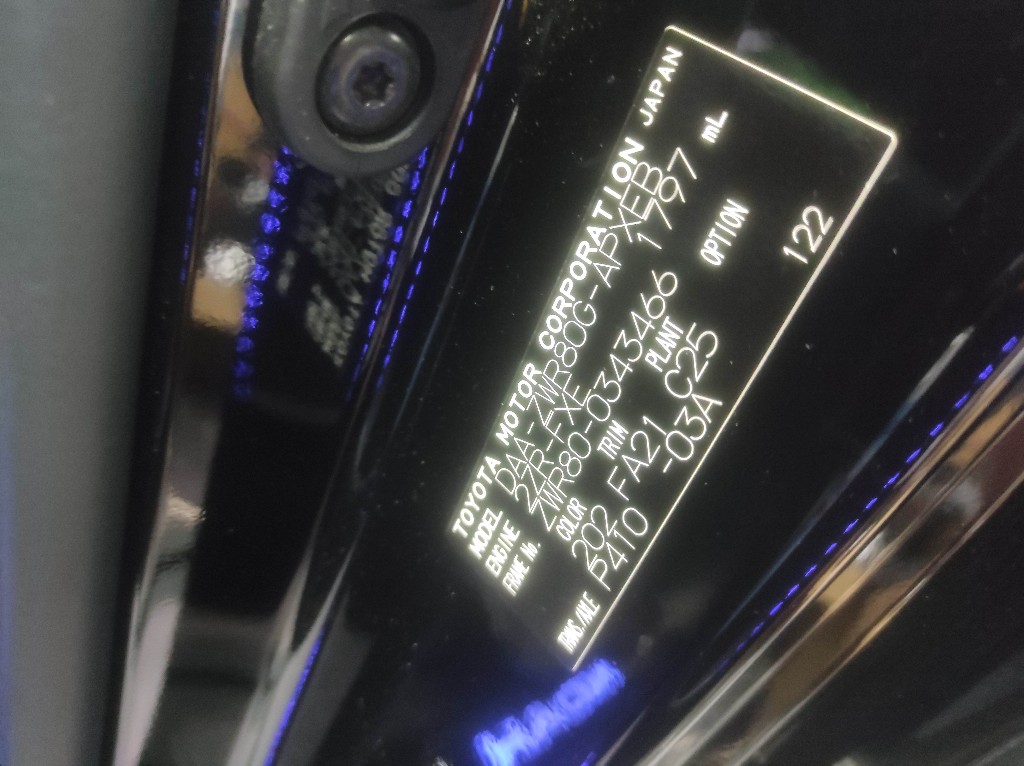 TOYOTA MOTOR CORPORATION JAPAN
MODEL DAA-ZWR80G-APXEB
ENGINE 2ZR-FXE 1797 mL
FRAME No. ZWR80-0343466
COLOR TRIM PLANT OPTION
202 FA21 C25
TRNS./AXLE P410 -03A 122